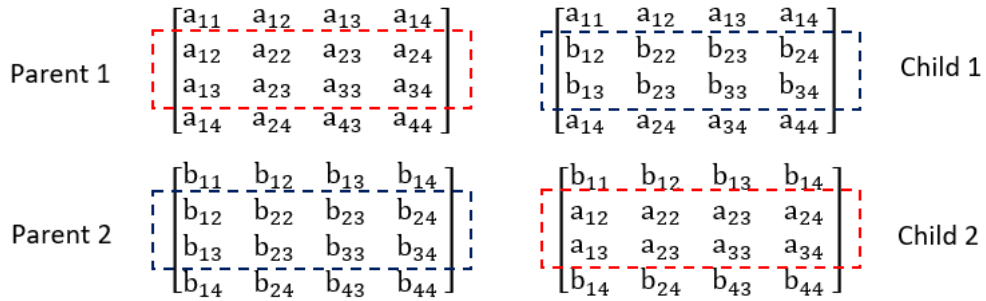 a11 a12 a13 a14 a11 a12 a13 a14
a12 a22 a23 a24 b12 b22 b23 b24
Parent 1 Child 1
a13 a23 a33 a34 b13 b23 b33 b34
a14 a24 a43 a44 a14 a24 a34 a44
b11 b12 b13 b14 b11 b12 b13 b14
b12 b22 b23 b24 a12 a22 a23 a24
Parent 2 Child 2
b13 b23 b33 b34 a13 a23 a33 a34
b14 b24 b43 b44 b14 b24 b43 b44